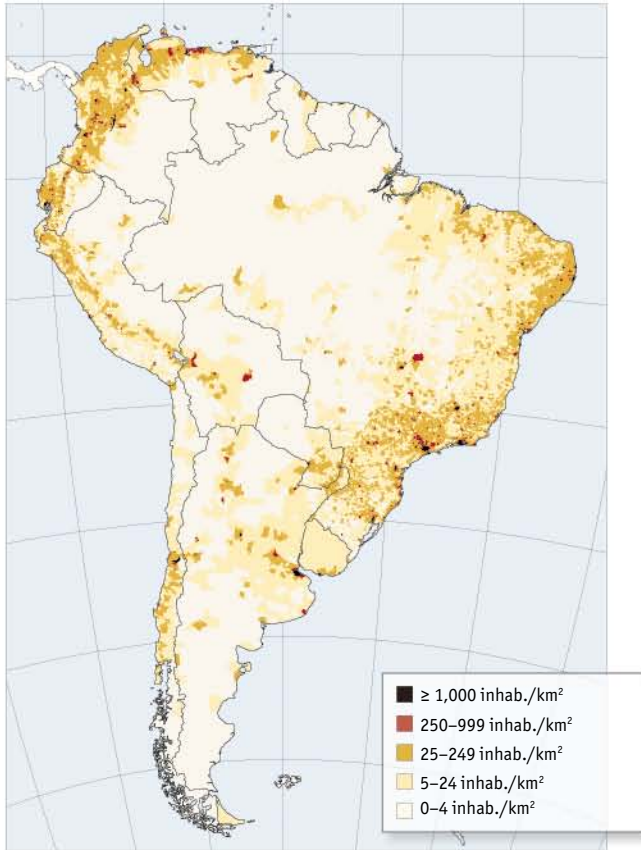 ≥ 1,000 inhab./km²
250–999 inhab./km²
25–249 inhab./km²
5–24 inhab./km²
0–4 inhab./km²